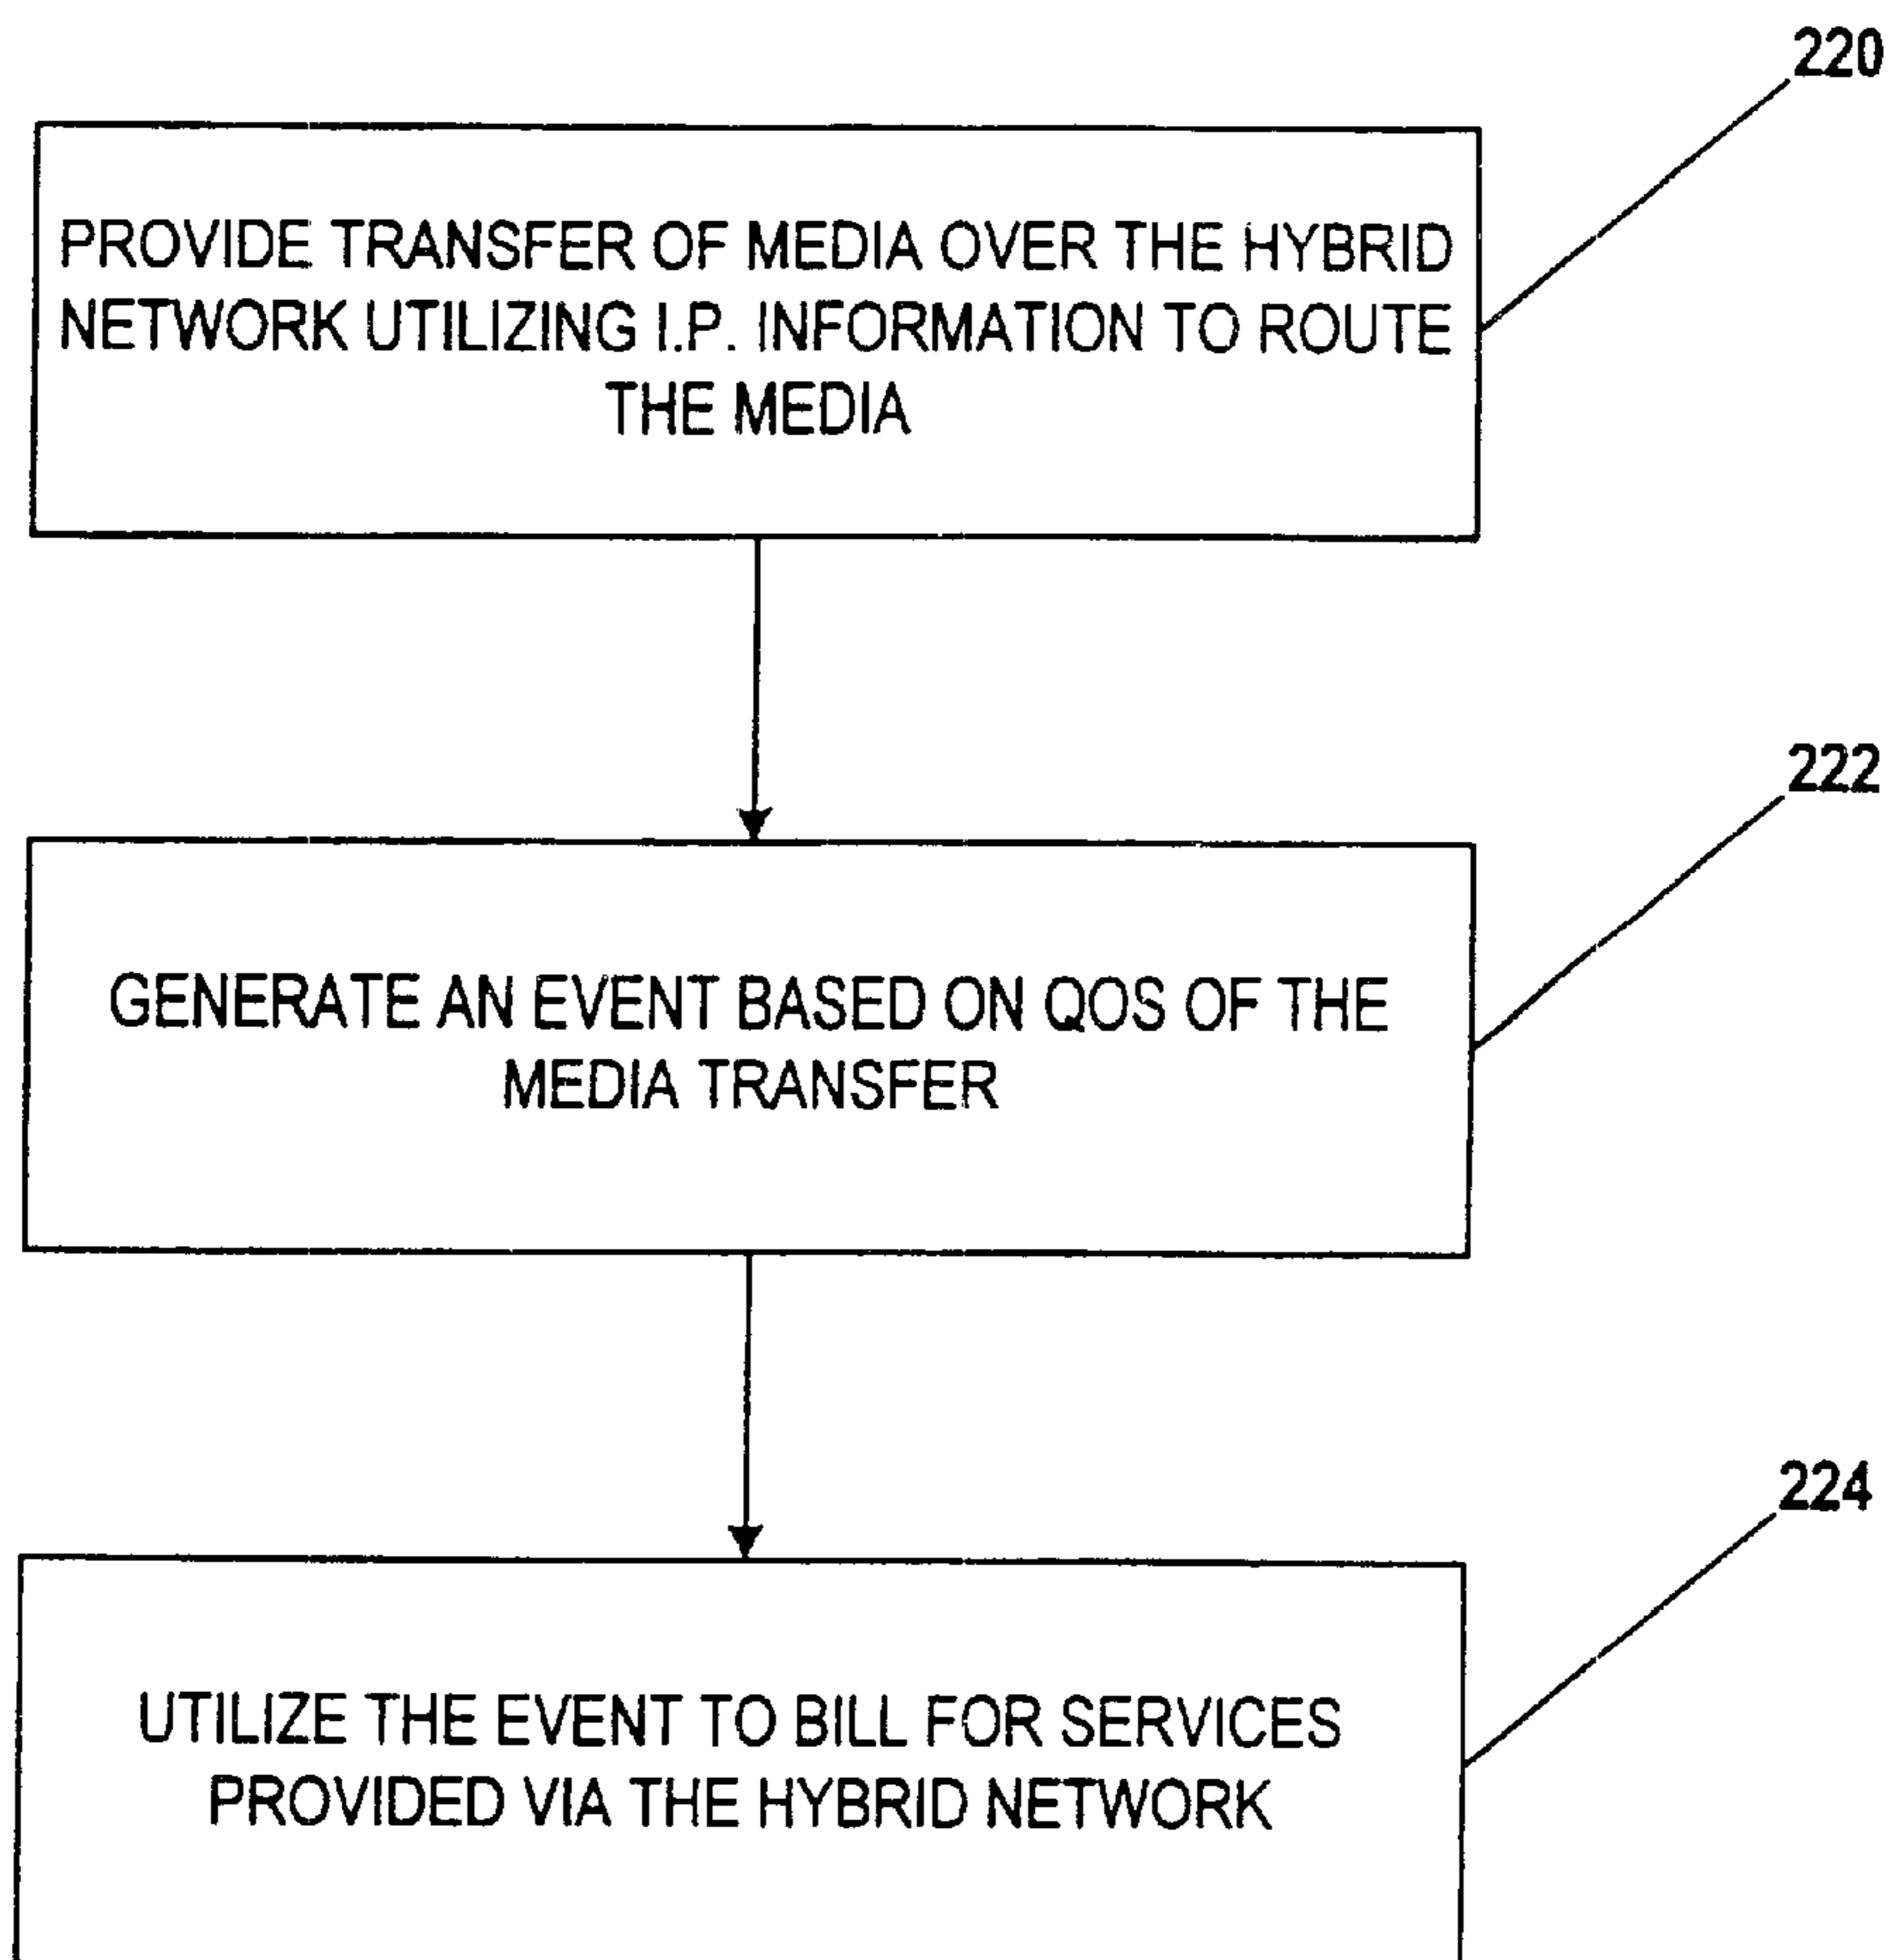 220
PROVIDE TRANSFER OF MEDIA OVER THE HYBRID
NETWORK UTILIZING I.P. INFORMATION TO ROUTE
THE MEDIA
222
GENERATE AN EVENT BASED ON QOS OF THE
MEDIA TRANSFER
224
UTILIZE THE EVENT TO BILL FOR SERVICES
PROVIDED VIA THE HYBRID NETWORK